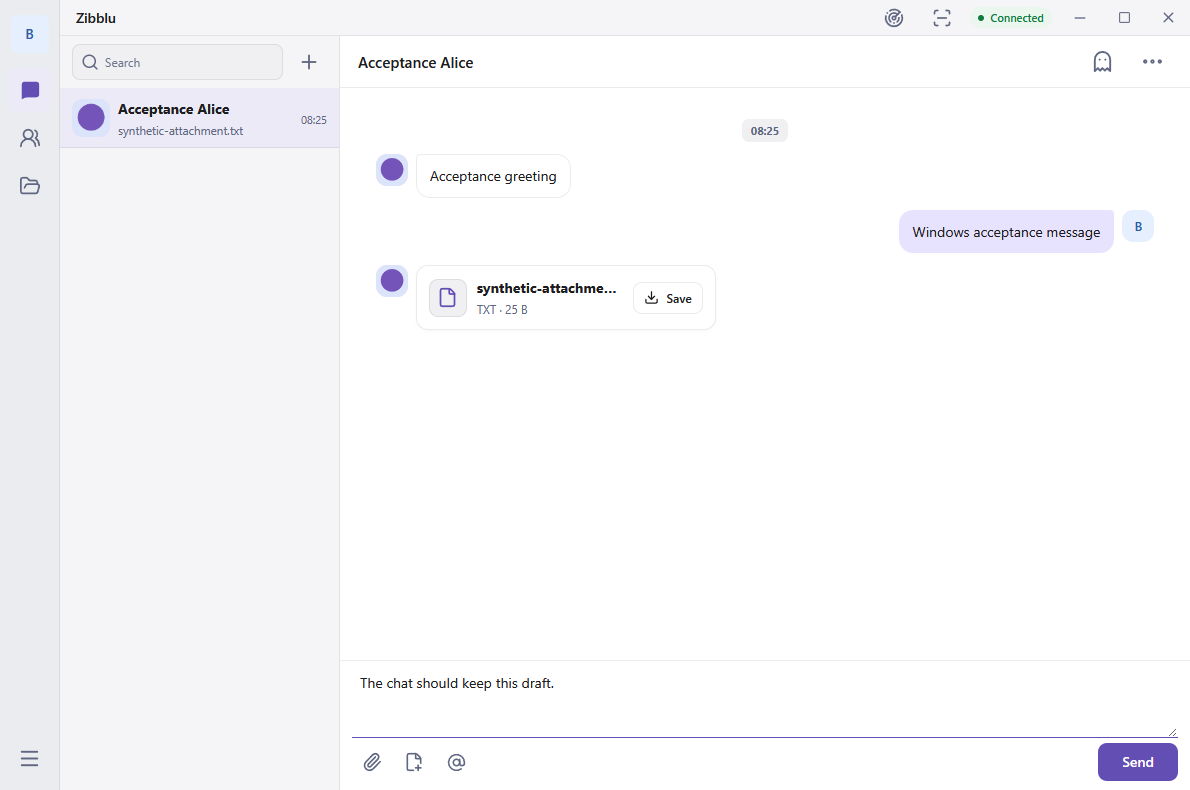 B
Zibblu
Connected
Search
Acceptance Alice
synthetic-attachment.txt
08:25
Acceptance Alice
08:25
Acceptance greeting
Windows acceptance message
B
synthetic-attachme...
TXT · 25 B
Save
The chat should keep this draft.
Send